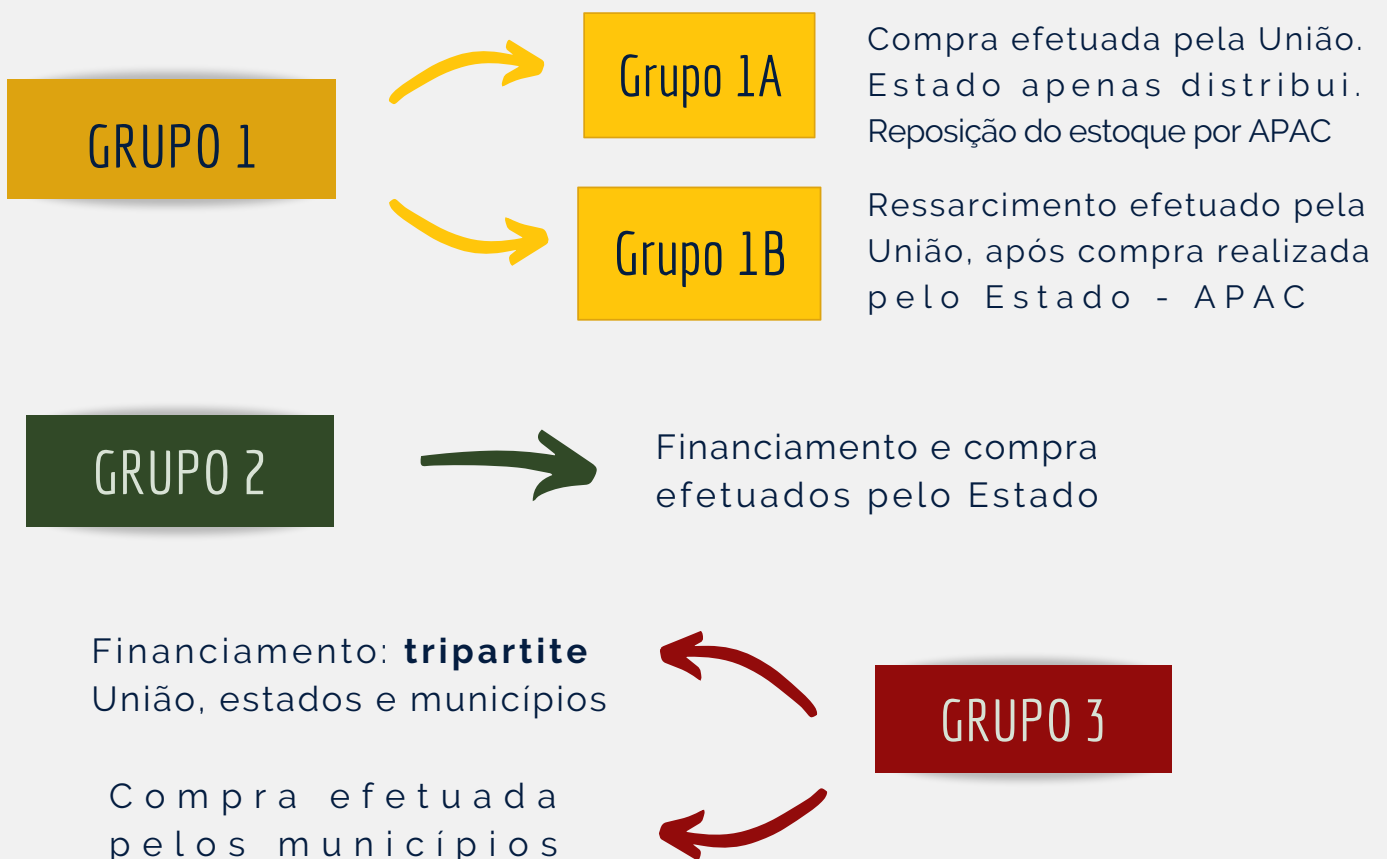 GRUPO 1
Grupo 1A
Compra efetuada pela União.
Estado apenas distribui.
Reposição do estoque por APAC
Grupo 1B
Ressarcimento efetuado pela
União, após compra realizada
pelo Estado - APAC
GRUPO 2
Financiamento e compra
efetuados pelo Estado
GRUPO 3
Financiamento: tripartite
União, estados e municípios
Compra efetuada
pelos municípios